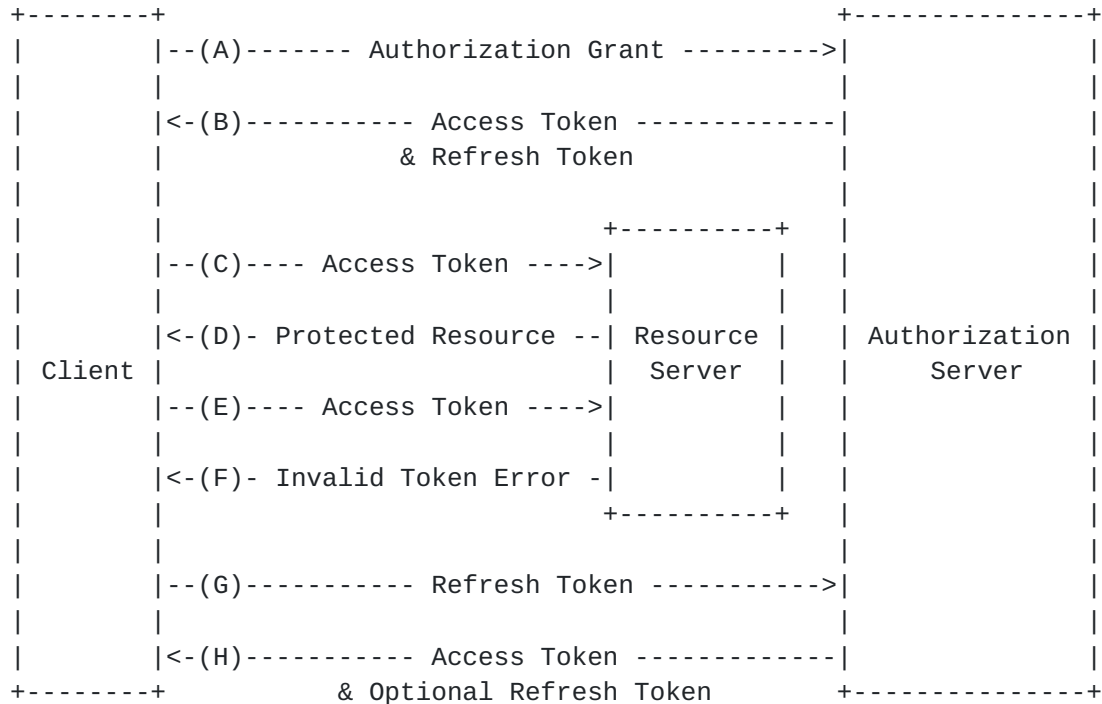 --(A)------- Authorization Grant --------->
<-(B)----------- Access Token -------------
& Refresh Token
--(C)---- Access Token ---->
<-(D)- Protected Resource --| Resource | | Authorization
Client | Server | | Server
--(E)---- Access Token ---->
<-(F)- Invalid Token Error -
--(G)----------- Refresh Token ----------->
<-(H)----------- Access Token -------------
& Optional Refresh Token